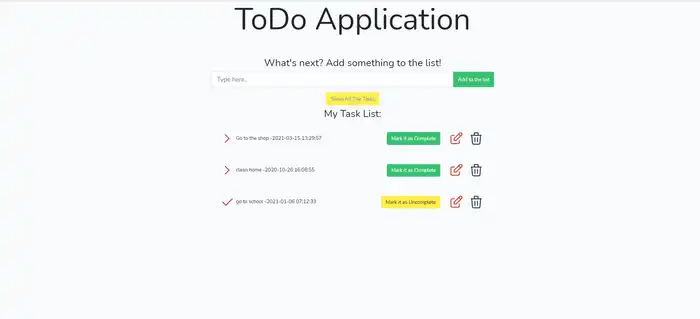 ToDo Application
What's next? Add something to the list!
Type here..
Add to the list
Show All The Tasks
My Task List:
Go to the shop -2021-03-15 13:29:57
Mark it as Complete
clean home -2020-10-26 16:06:55
Mark it as Complete
go to school -2021-01-06 07:12:33
Mark it as Uncomplete